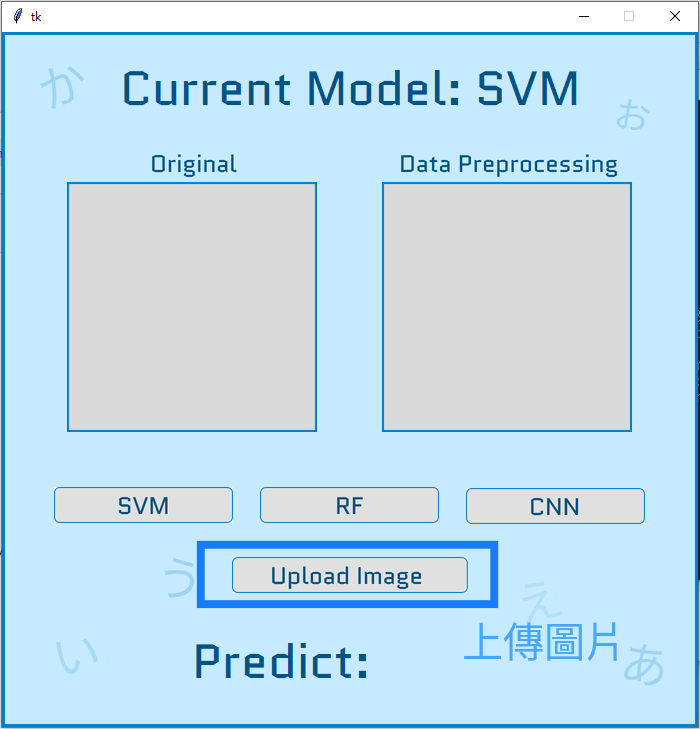 tk
か
Current Model: SVM
ぉ
Original
Data Preprocessing
SVM
RF
CNN
う
Upload Image
え
上傳圖片
い
Predict:
あ